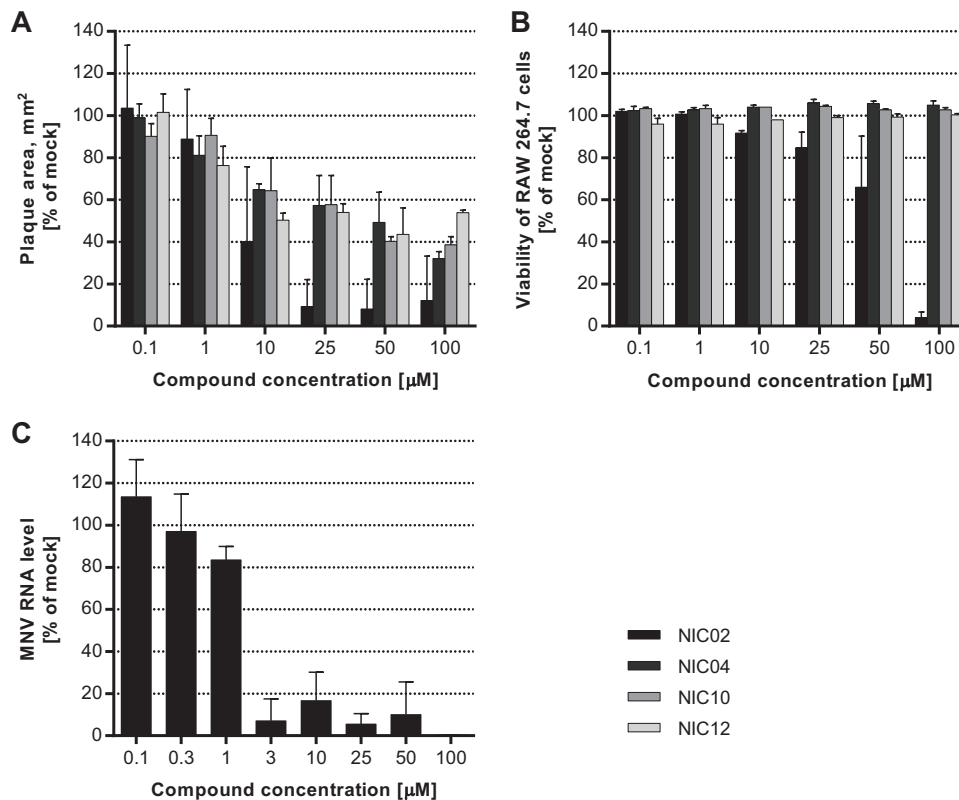 A
140
120
100
80
60
40
20
0
Plaque area, mm²
[% of mock]
0.1 1 10 25 50 100
Compound concentration [µM]
B
140
120
100
80
60
40
20
0
Viability of RAW 264.7 cells
[% of mock]
0.1 1 10 25 50 100
Compound concentration [µM]
C
140
120
100
80
60
40
20
0
MNV RNA level
[% of mock]
0.1 0.3 1 3 10 25 50 100
Compound concentration [µM]
NIC02
NIC04
NIC10
NIC12